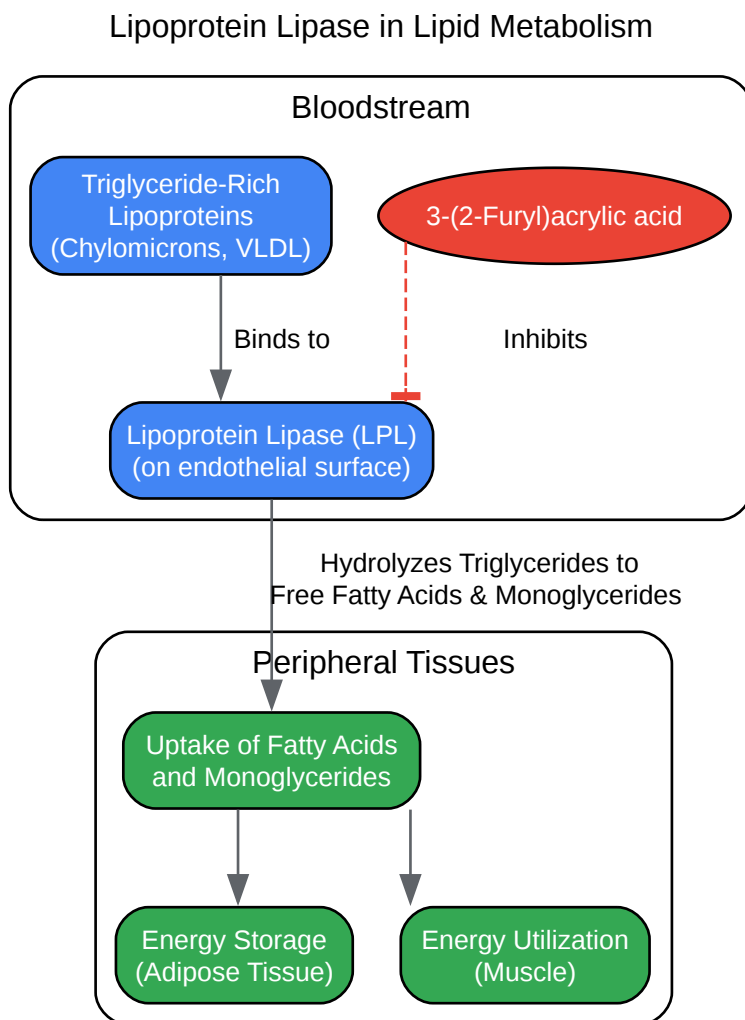 Lipoprotein Lipase in Lipid Metabolism
Bloodstream
Triglyceride-Rich
Lipoproteins
(Chylomicrons, VLDL)
3-(2-Furyl)acrylic acid
Binds to
Inhibits
Lipoprotein Lipase (LPL)
(on endothelial surface)
Hydrolyzes Triglycerides to
Free Fatty Acids & Monoglycerides
Peripheral Tissues
Uptake of Fatty Acids
and Monoglycerides
Energy Storage
(Adipose Tissue)
Energy Utilization
(Muscle)